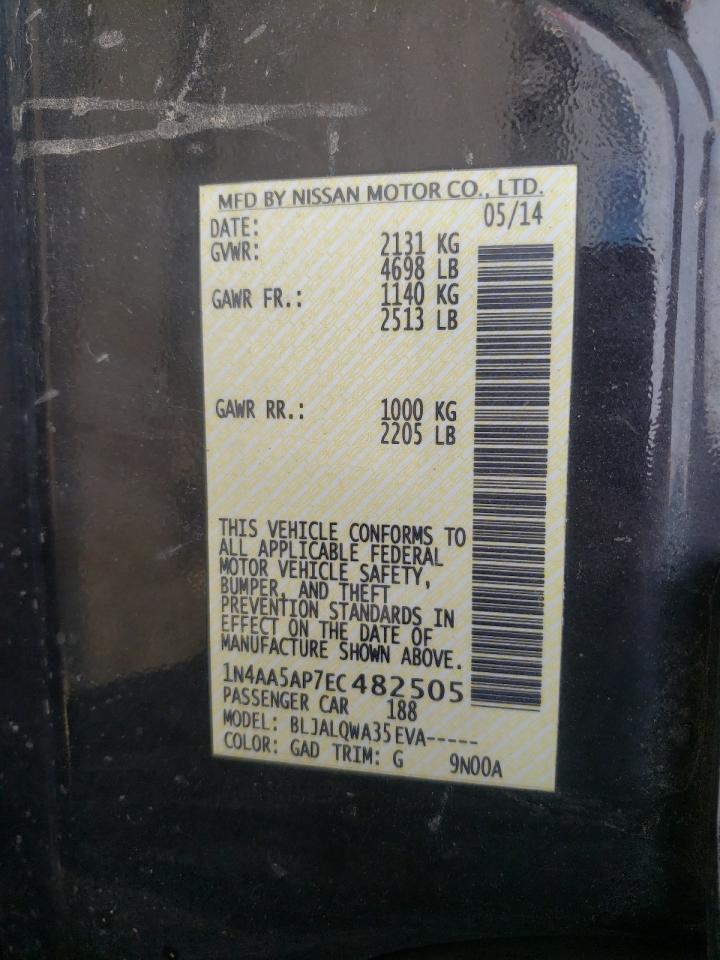 MFD BY NISSAN MOTOR CO., LTD.
DATE: 05/14
GVWR: 2131 KG
4698 LB
GAWR FR.: 1140 KG
2513 LB
GAWR RR.: 1000 KG
2205 LB
THIS VEHICLE CONFORMS TO
ALL APPLICABLE FEDERAL
MOTOR VEHICLE SAFETY,
BUMPER, AND THEFT
PREVENTION STANDARDS IN
EFFECT ON THE DATE OF
MANUFACTURE SHOWN ABOVE.
1N4AA5AP7EC482505
PASSENGER CAR 188
MODEL: BLJALQWA35EVA-----
COLOR: GAD TRIM: G 9N00A